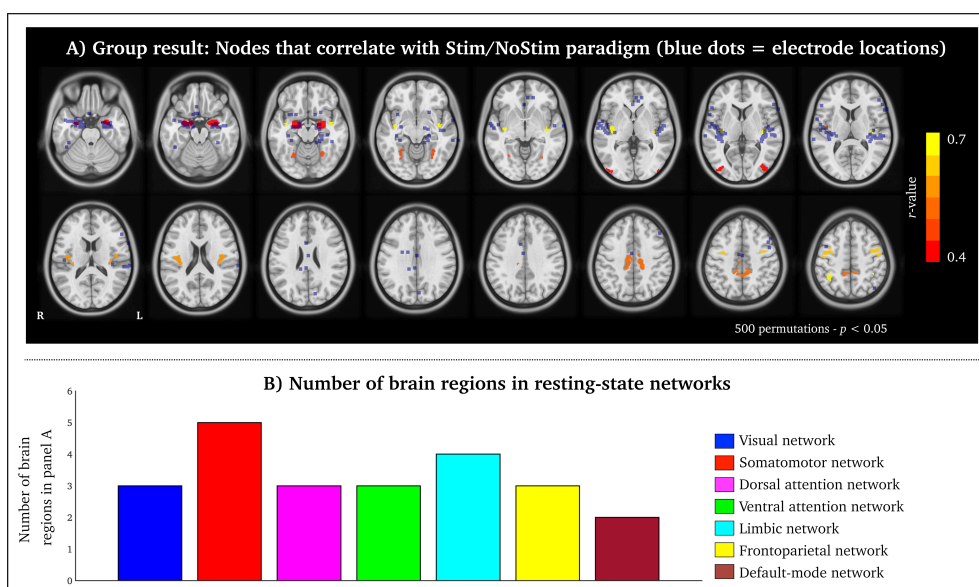 A) Group result: Nodes that correlate with Stim/NoStim paradigm (blue dots = electrode locations)
0.7
r-value
0.4
R
L
500 permutations - p < 0.05
B) Number of brain regions in resting-state networks
Number of brain
regions in panel A
6
5
4
3
2
1
0
Visual network
Somatomotor network
Dorsal attention network
Ventral attention network
Limbic network
Frontoparietal network
Default-mode network